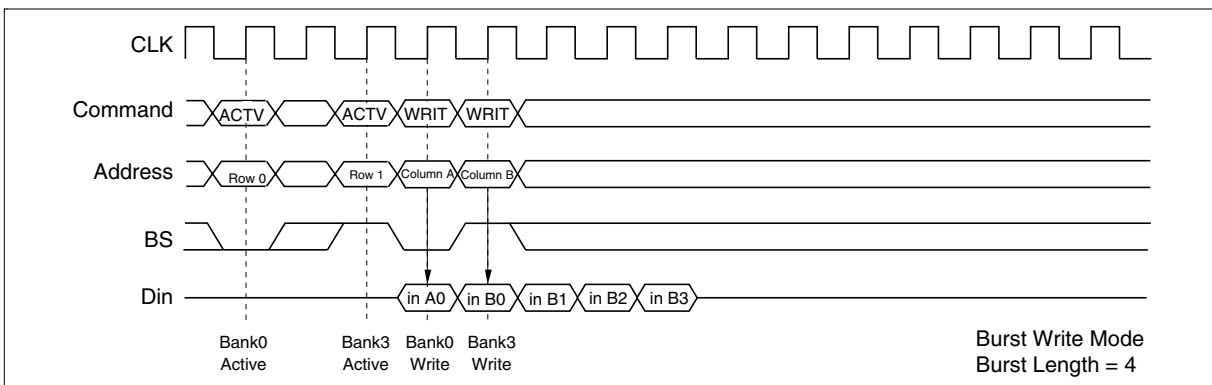 CLK
Command ACTV ACTV WRIT WRIT
Address Row 0 Row 1 Column A Column B
BS
Din in A0 in B0 in B1 in B2 in B3
Bank0 Bank3 Bank0 Bank3
Active Active Write Write
Burst Write Mode
Burst Length = 4